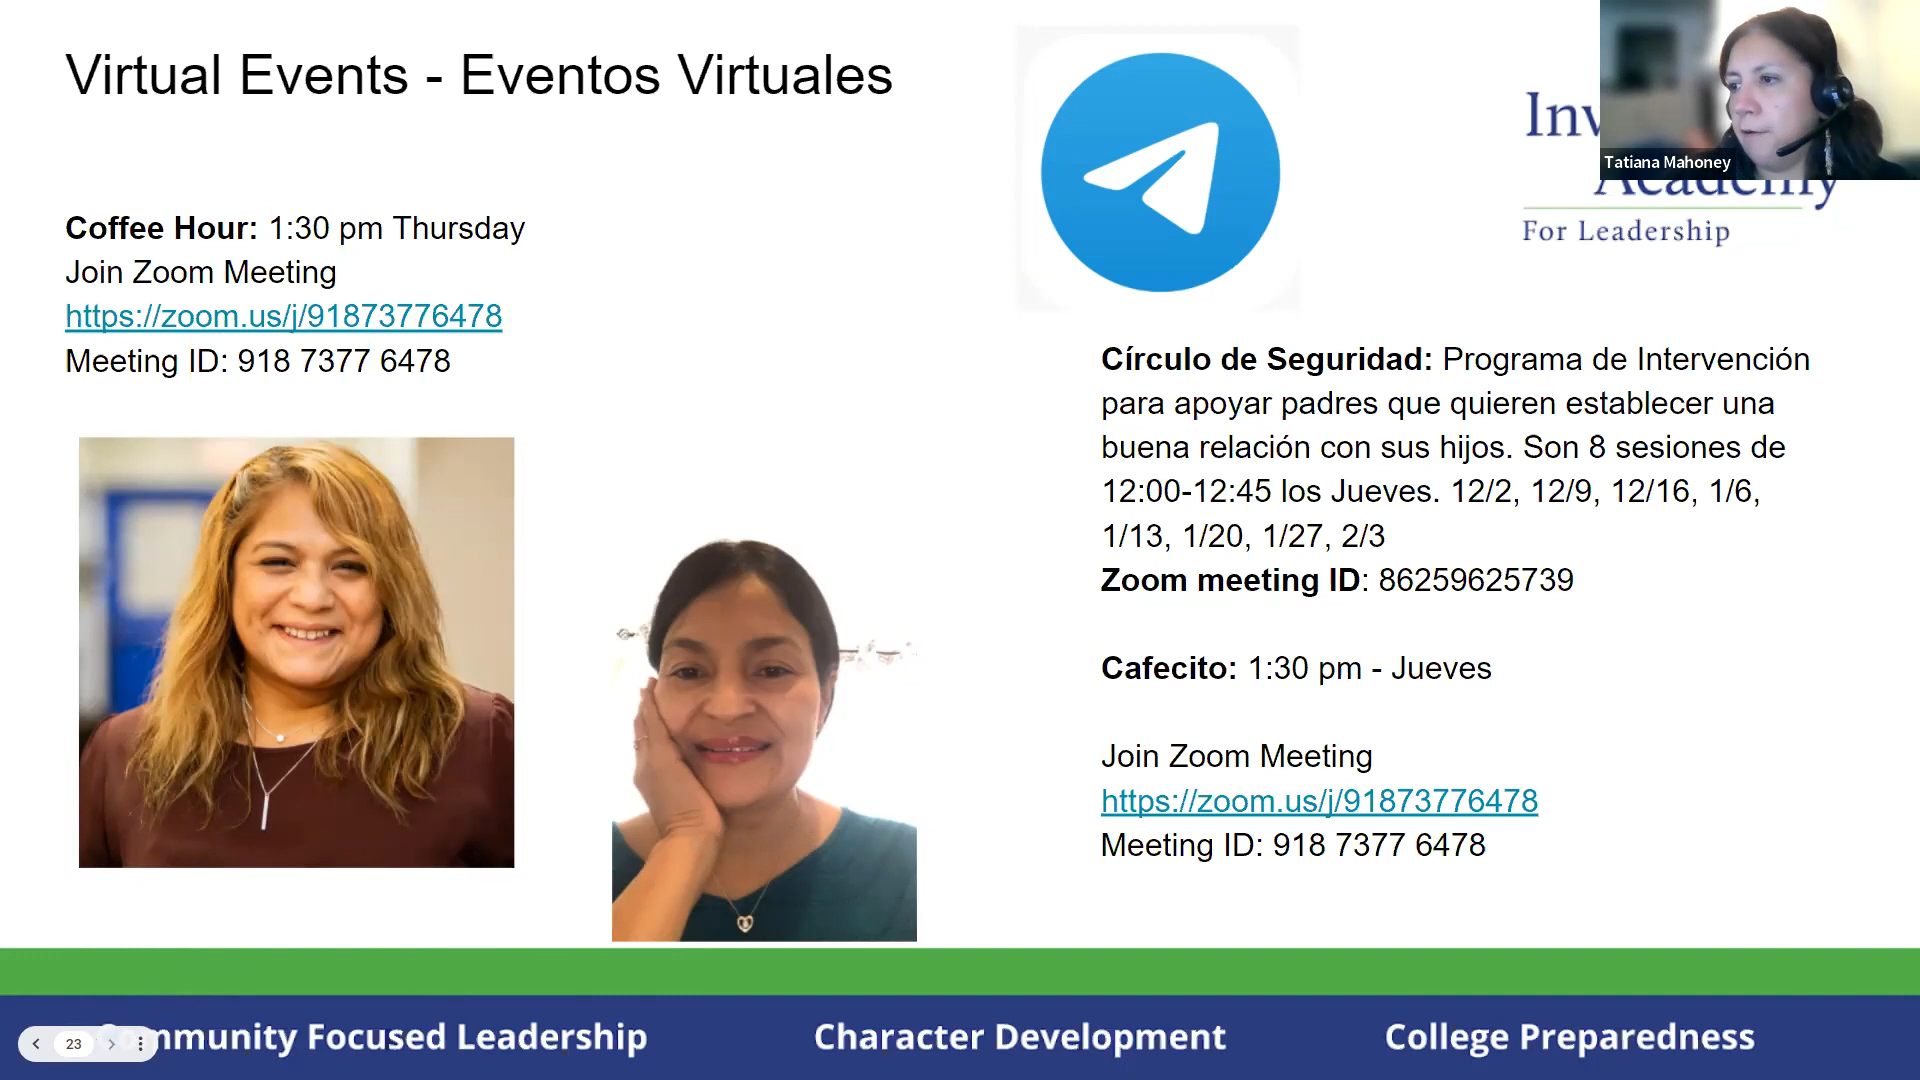 Virtual Events - Eventos Virtuales
Coffee Hour: 1:30 pm Thursday
Join Zoom Meeting
https://zoom.us/j/91873776478
Meeting ID: 918 7377 6478
Tatiana Mahoney
Academy
For Leadership
Círculo de Seguridad: Programa de Intervención
para apoyar padres que quieren establecer una
buena relación con sus hijos. Son 8 sesiones de
12:00-12:45 los Jueves. 12/2, 12/9, 12/16, 1/6,
1/13, 1/20, 1/27, 2/3
Zoom meeting ID: 86259625739
Cafecito: 1:30 pm - Jueves
Join Zoom Meeting
https://zoom.us/j/91873776478
Meeting ID: 918 7377 6478
Community Focused Leadership
Character Development
College Preparedness
23